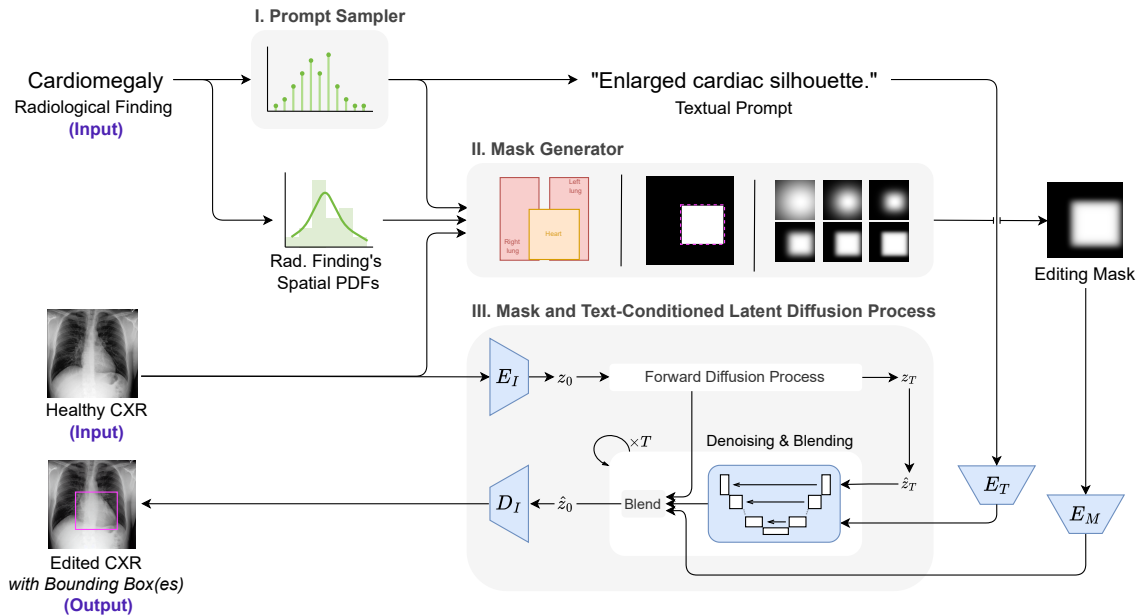 I. Prompt Sampler
Cardiomegaly
Radiological Finding
(Input)
"Enlarged cardiac silhouette."
Textual Prompt
II. Mask Generator
Left
lung
Right
lung
Heart
Rad. Finding's
Spatial PDFs
Editing Mask
III. Mask and Text-Conditioned Latent Diffusion Process
Healthy CXR
(Input)
E_I
z_0
Forward Diffusion Process
z_T
×T
Denoising & Blending
ẑ_T
E_T
E_M
D_I
ẑ_0
Blend
Edited CXR
with Bounding Box(es)
(Output)